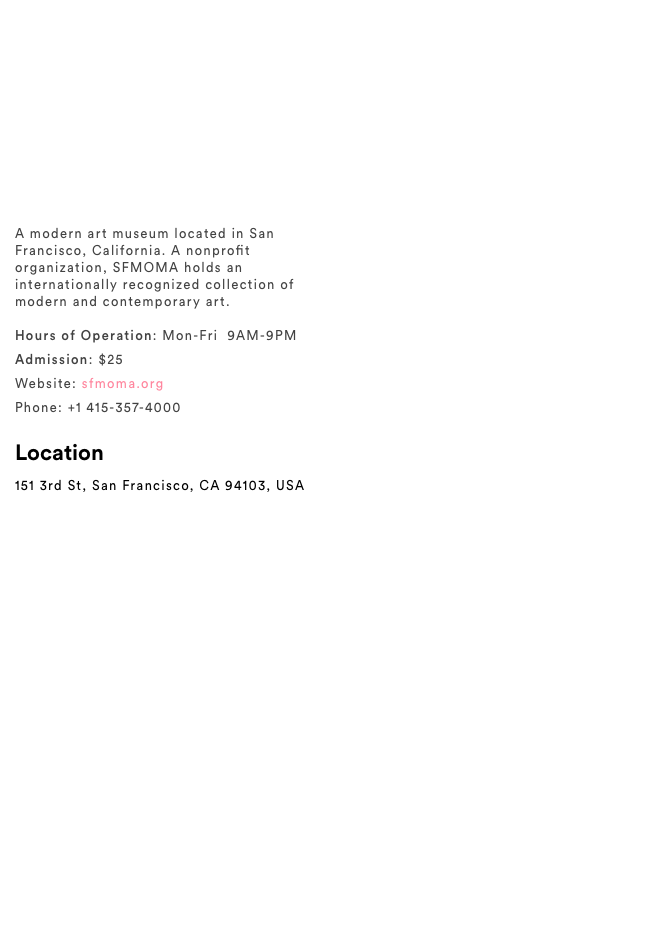 A modern art museum located in San
Francisco, California. A nonprofit
organization, SFMOMA holds an
internationally recognized collection of
modern and contemporary art.
Hours of Operation: Mon-Fri  9AM-9PM
Admission: $25
Website: sfmoma.org
Phone: +1 415-357-4000
Location
151 3rd St, San Francisco, CA 94103, USA